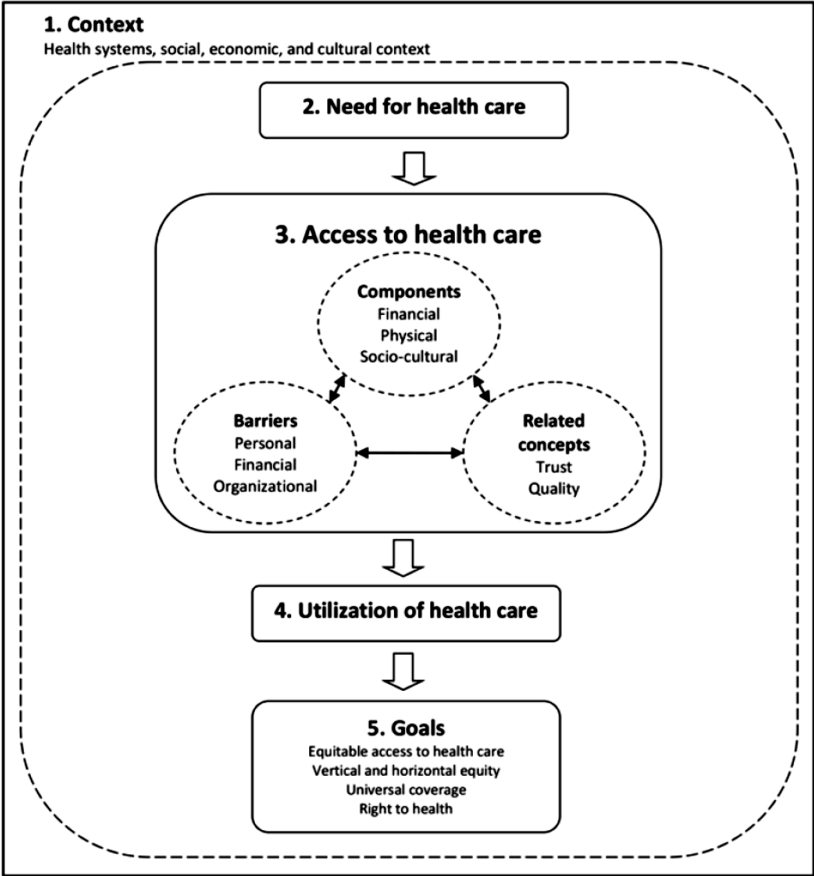 1. Context
Health systems, social, economic, and cultural context
2. Need for health care
3. Access to health care
Components
Financial
Physical
Socio-cultural
Barriers
Personal
Financial
Organizational
Related
concepts
Trust
Quality
4. Utilization of health care
5. Goals
Equitable access to health care
Vertical and horizontal equity
Universal coverage
Right to health